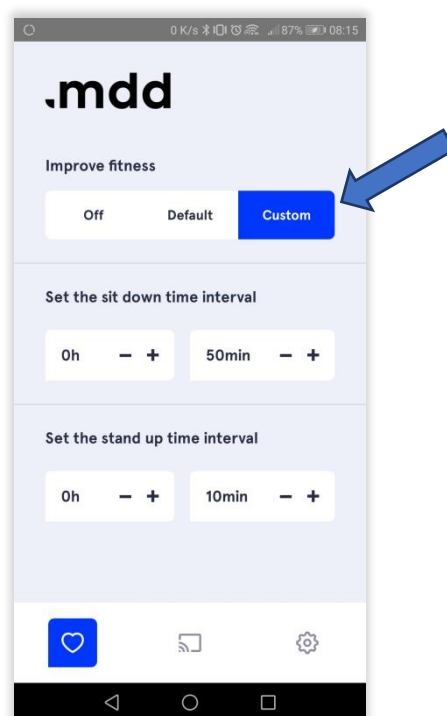 0 K/s 87% 08:15
.mdd
Improve fitness
Off Default Custom
Set the sit down time interval
0h − + 50min − +
Set the stand up time interval
0h − + 10min − +